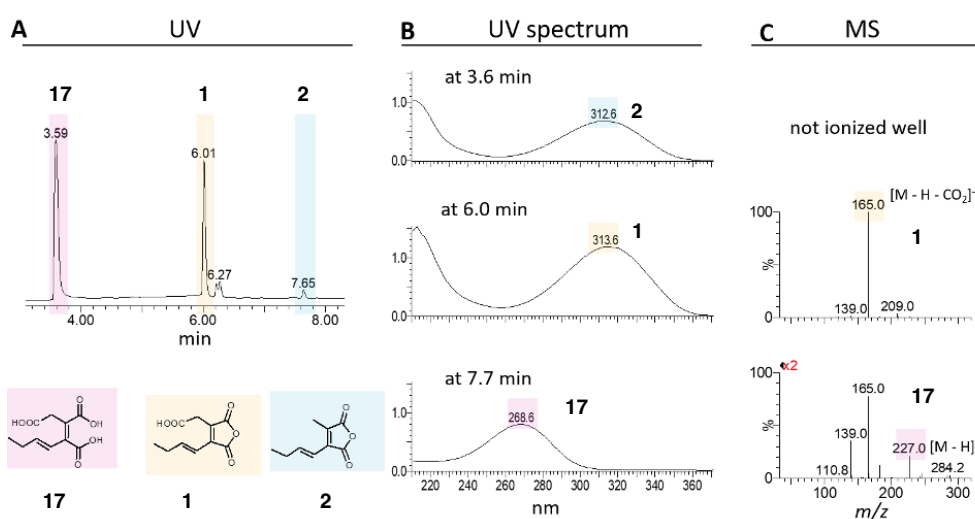 A UV
17 1 2
3.59
6.01
6.27
7.65
4.00 6.00 8.00
min
HOOC O OH OH O
HOOC O O O
O O O
17 1 2
B UV spectrum
at 3.6 min
1.0
312.6 2
0.0
at 6.0 min
1.0
313.6 1
0.0
at 7.7 min
1.0
268.6 17
0.0
220 240 260 280 300 320 340 360
nm
C MS
not ionized well
100 165.0 [M - H - CO2]-
1
%
139.0 209.0
0
x2
100 165.0
17
139.0 227.0 [M - H]
%
110.8 284.2
0
100 200 300
m/z